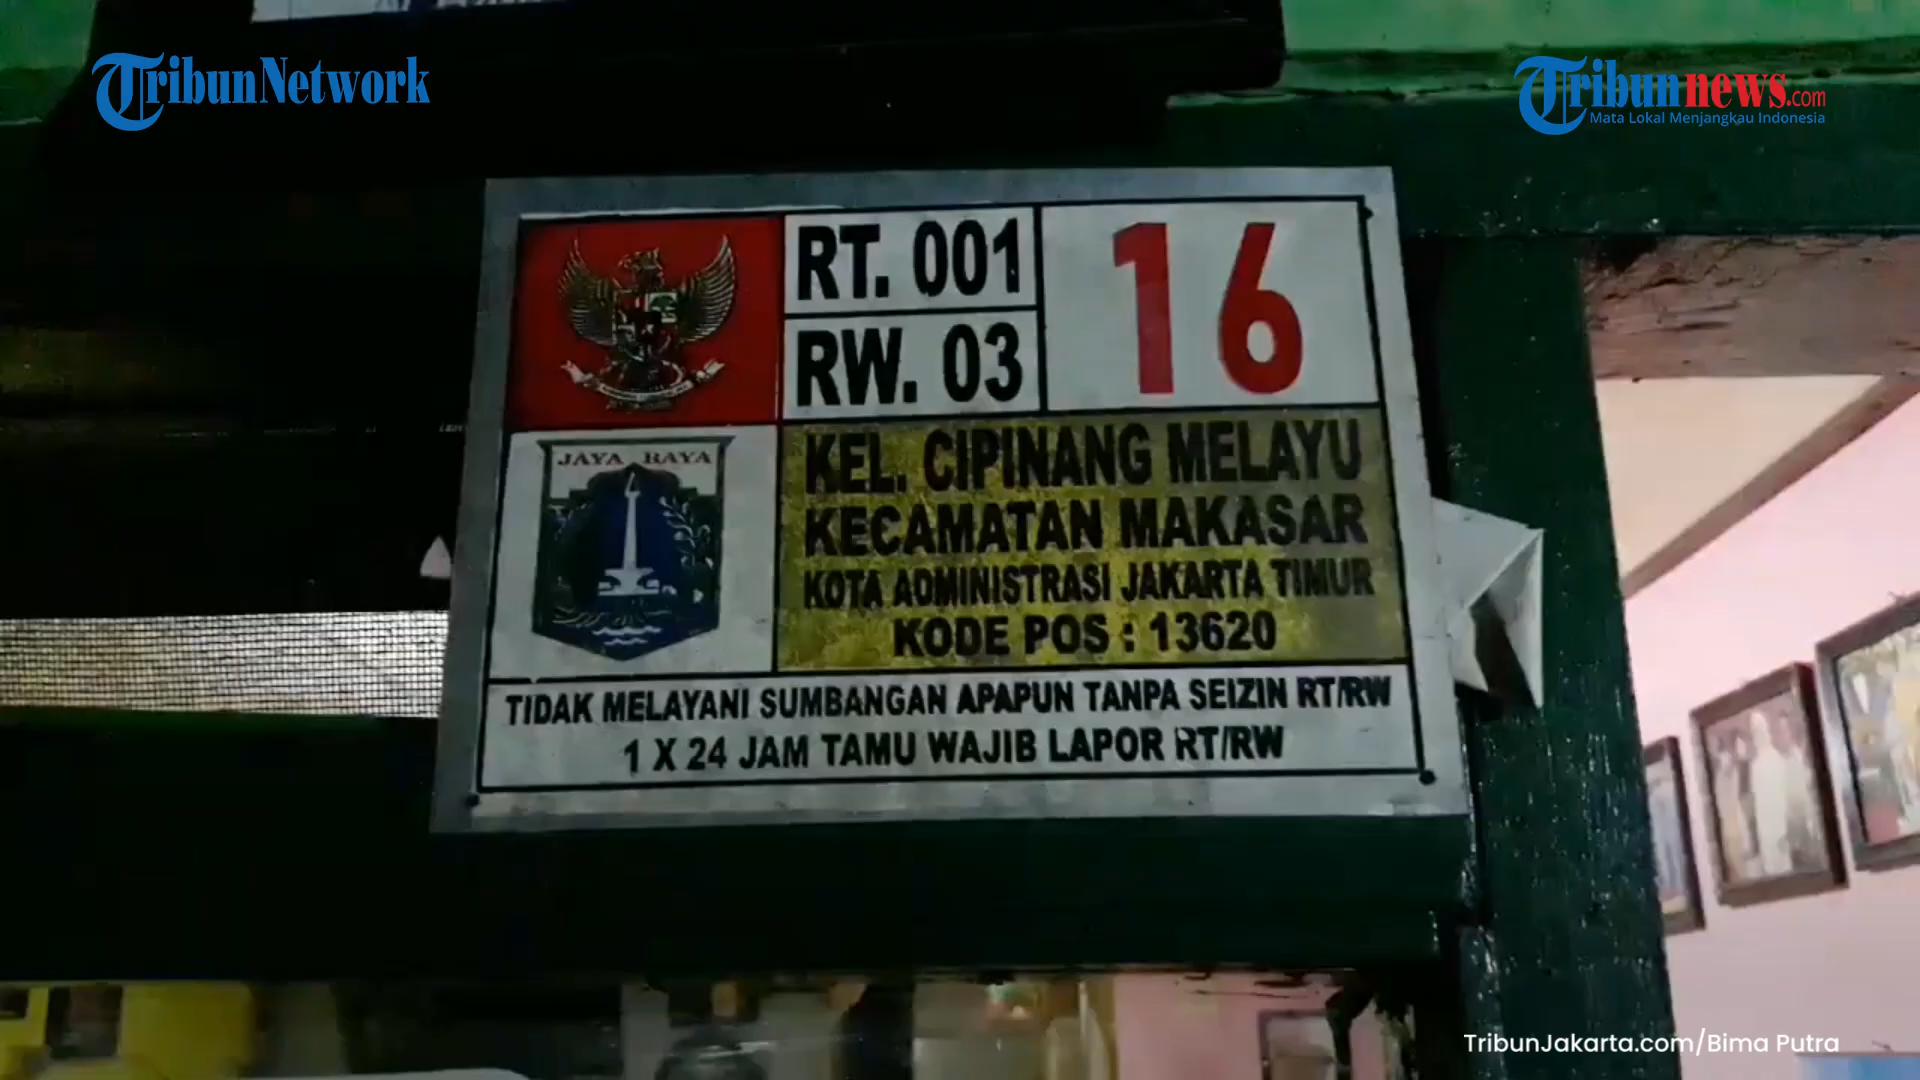 TribunNetwork
Tribunnews.com
Mata Lokal Menjangkau Indonesia
RT. 001
RW. 03
16
JAYA RAYA
KEL. CIPINANG MELAYU
KECAMATAN MAKASAR
KOTA ADMINISTRASI JAKARTA TIMUR
KODE POS : 13620
TIDAK MELAYANI SUMBANGAN APAPUN TANPA SEIZIN RT/RW
1 X 24 JAM TAMU WAJIB LAPOR RT/RW
TribunJakarta.com/Bima Putra